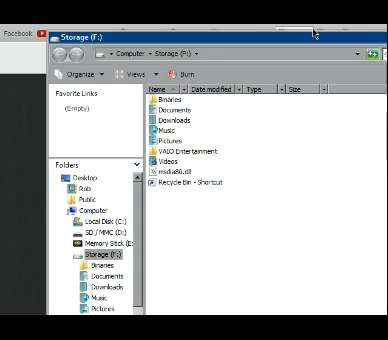 Facebook
Storage (F:)
Computer Storage (F:)
Organize Views Burn
Favorite Links
(Empty)
Name Date modified Type Size
Binaries
Documents
Downloads
Music
Pictures
VAIO Entertainment
Videos
msdia80.dll
Recycle Bin - Shortcut
Folders
Desktop
Rob
Public
Computer
Local Disk (C:)
SD / MMC (D:)
Memory Stick (E:
Storage (F:)
Binaries
Documents
Downloads
Music
Pictures